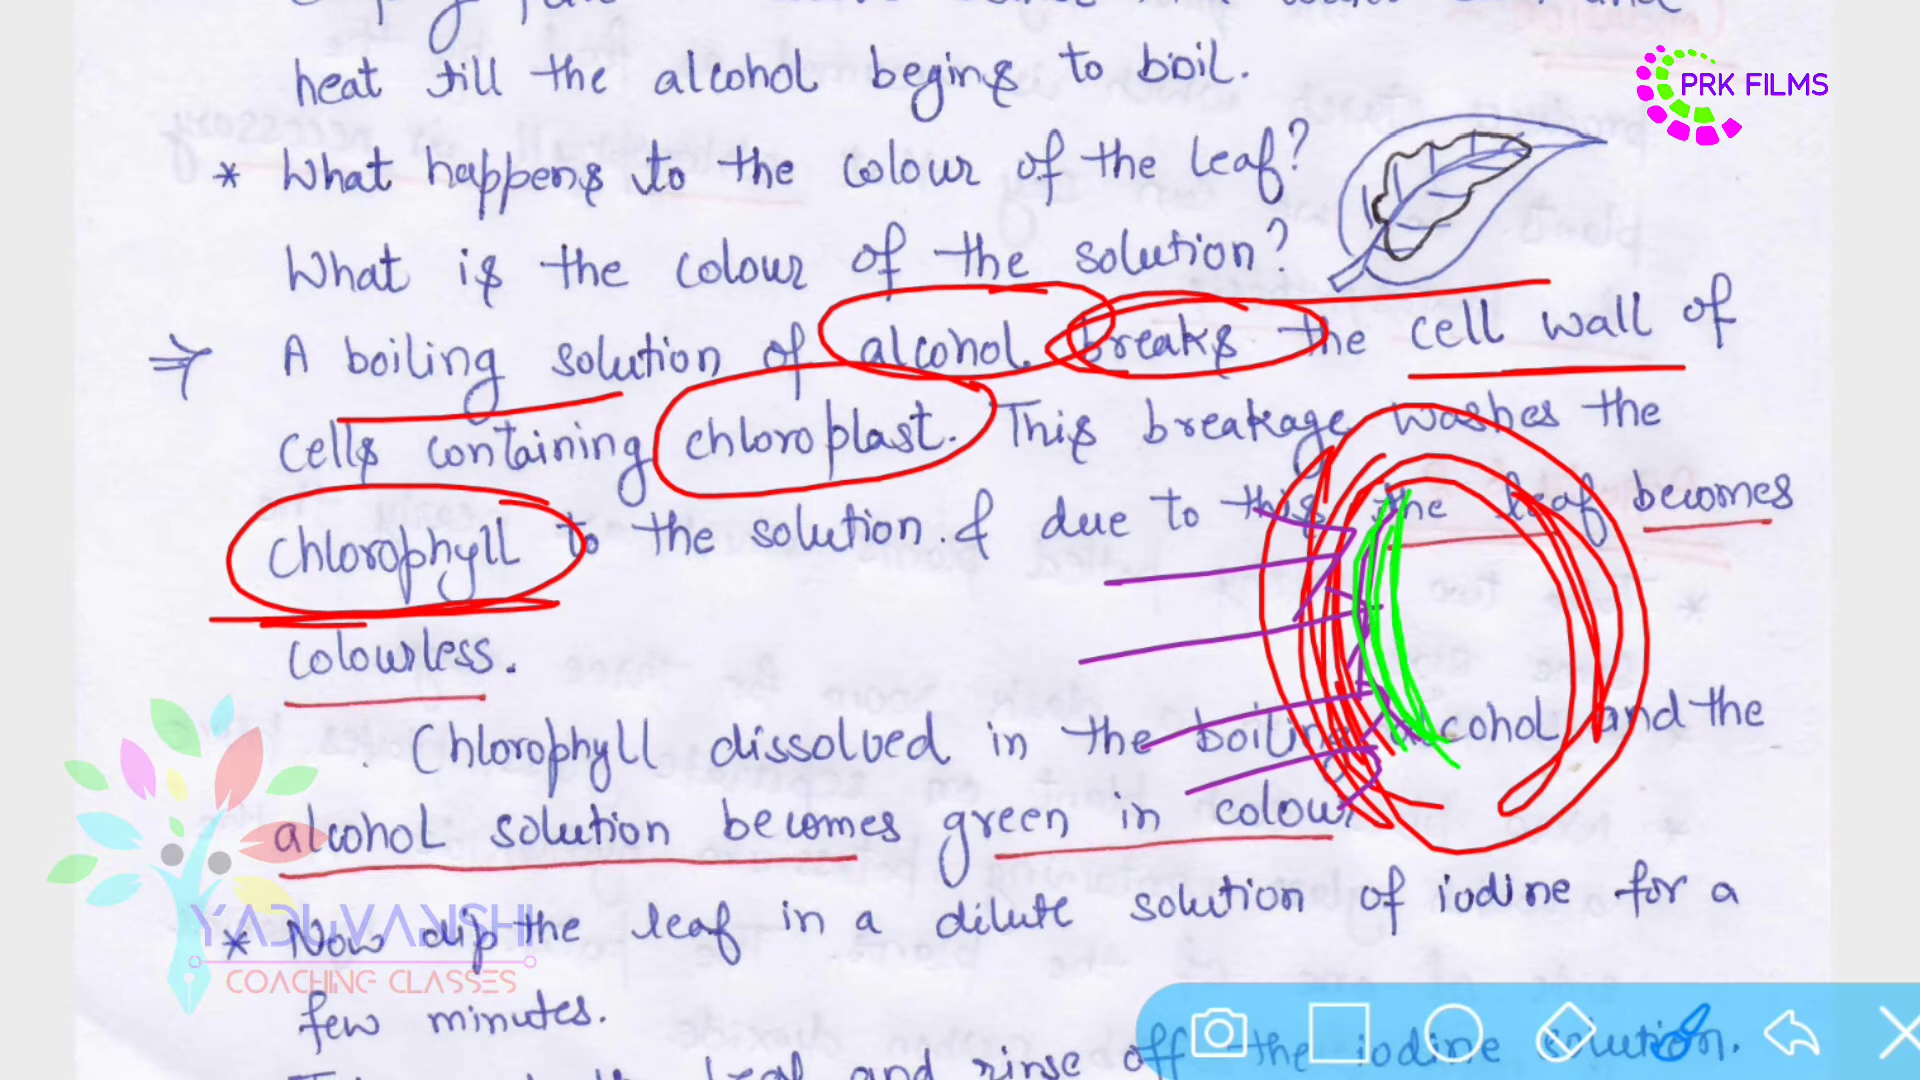 heat till the alcohol begins to boil.
PRK FILMS
* What happens to the colour of the leaf?
What is the colour of the solution?
⇒ A boiling solution of alcohol breaks the cell wall of
cells containing chloroplast. This breakage washes the
chlorophyll to the solution. & due to this the leaf becomes
colourless.
Chlorophyll dissolved in the boiling alcohol and the
alcohol solution becomes green in colour
* Now dip the leaf in a dilute solution of iodine for a
YADUVANSHI
COACHING CLASSES
few minutes.
leaf and rinse off the iodine solution.